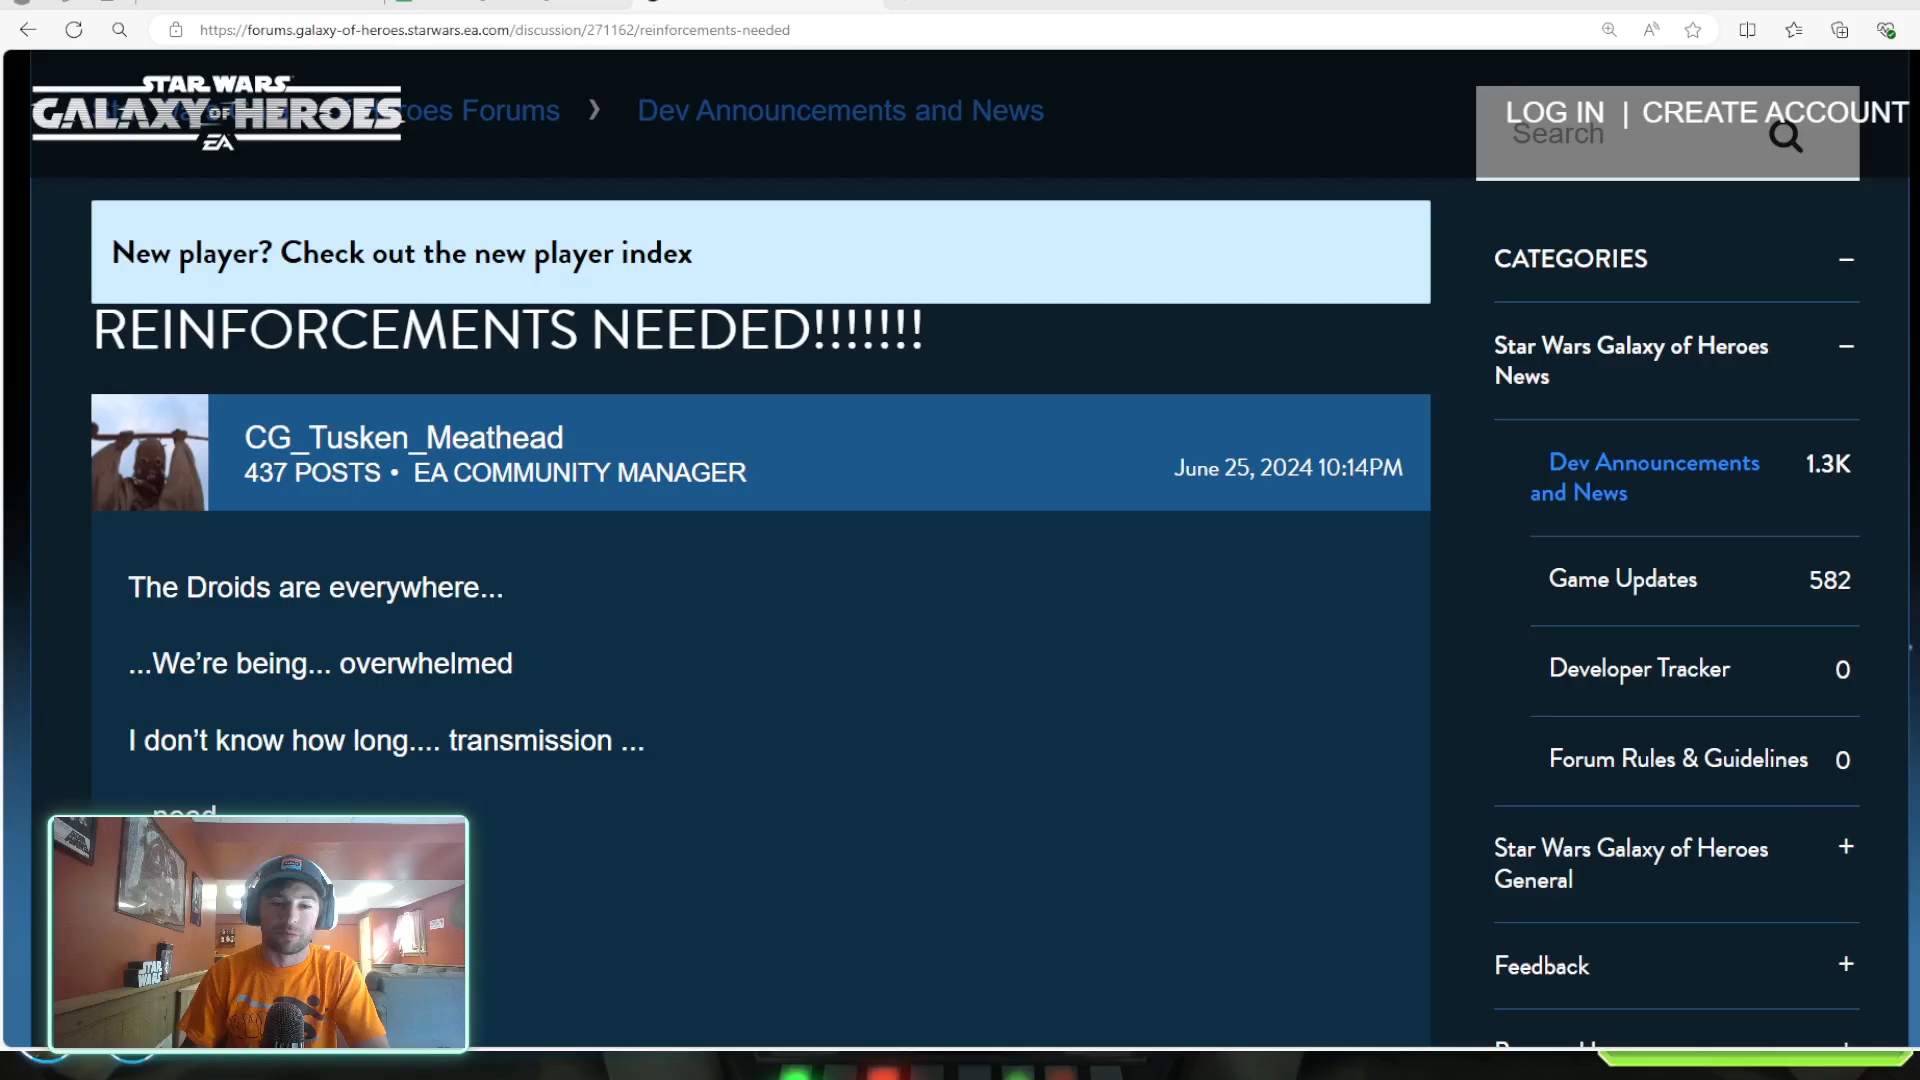 https://forums.galaxy-of-heroes.starwars.ea.com/discussion/271162/reinforcements-needed
STAR WARS
GALAXY OF HEROES
EA
Heroes Forums › Dev Announcements and News
LOG IN | CREATE ACCOUNT
Search
New player? Check out the new player index
REINFORCEMENTS NEEDED!!!!!!!
CG_Tusken_Meathead
437 POSTS • EA COMMUNITY MANAGER
June 25, 2024 10:14PM
The Droids are everywhere...
...We’re being... overwhelmed
I don’t know how long.... transmission ...
need
CATEGORIES –
Star Wars Galaxy of Heroes –
News
Dev Announcements 1.3K
and News
Game Updates 582
Developer Tracker 0
Forum Rules & Guidelines 0
Star Wars Galaxy of Heroes +
General
Feedback +
STAR
WARS